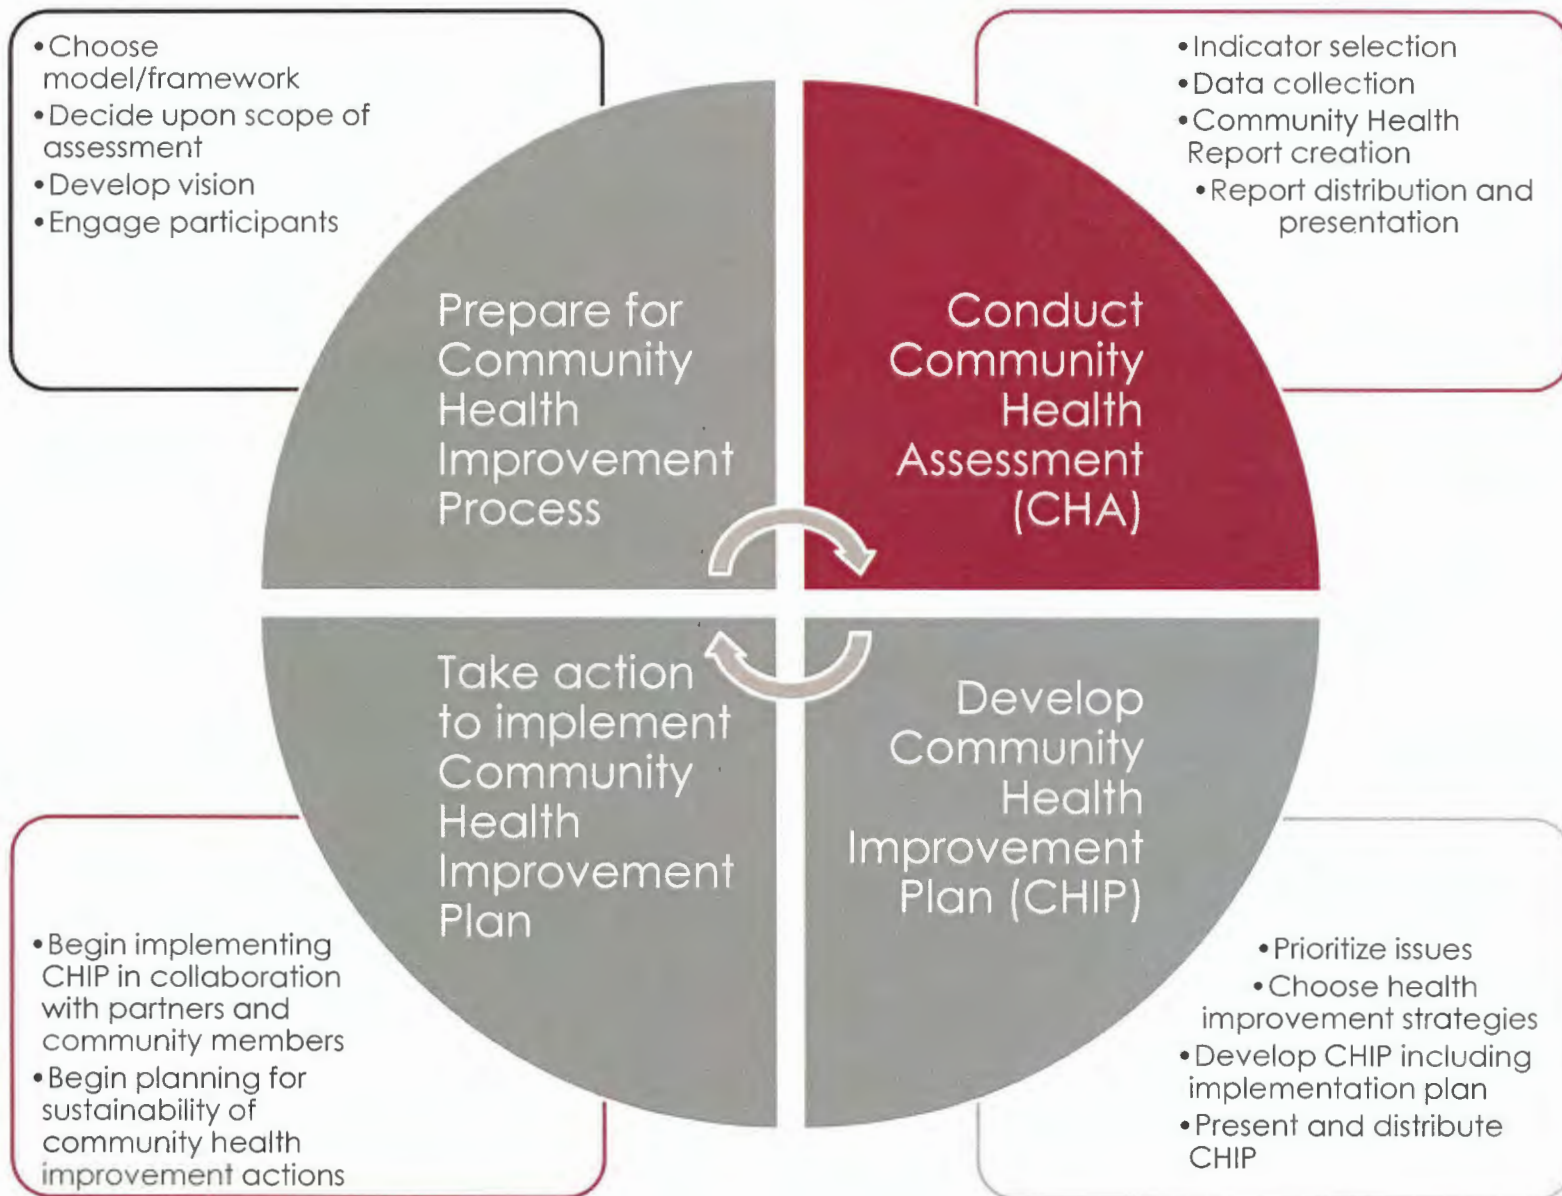 •Choose
model/framework
•Decide upon scope of
assessment
•Develop vision
•Engage participants
•Indicator selection
•Data collection
•Community Health
Report creation
•Report distribution and
presentation
Prepare for
Community
Health
Improvement
Process
Conduct
Community
Health
Assessment
(CHA)
Take action
to implement
Community
Health
Improvement
Plan
Develop
Community
Health
Improvement
Plan (CHIP)
•Begin implementing
CHIP in collaboration
with partners and
community members
•Begin planning for
sustainability of
community health
improvement actions
•Prioritize issues
•Choose health
improvement strategies
•Develop CHIP including
implementation plan
•Present and distribute
CHIP